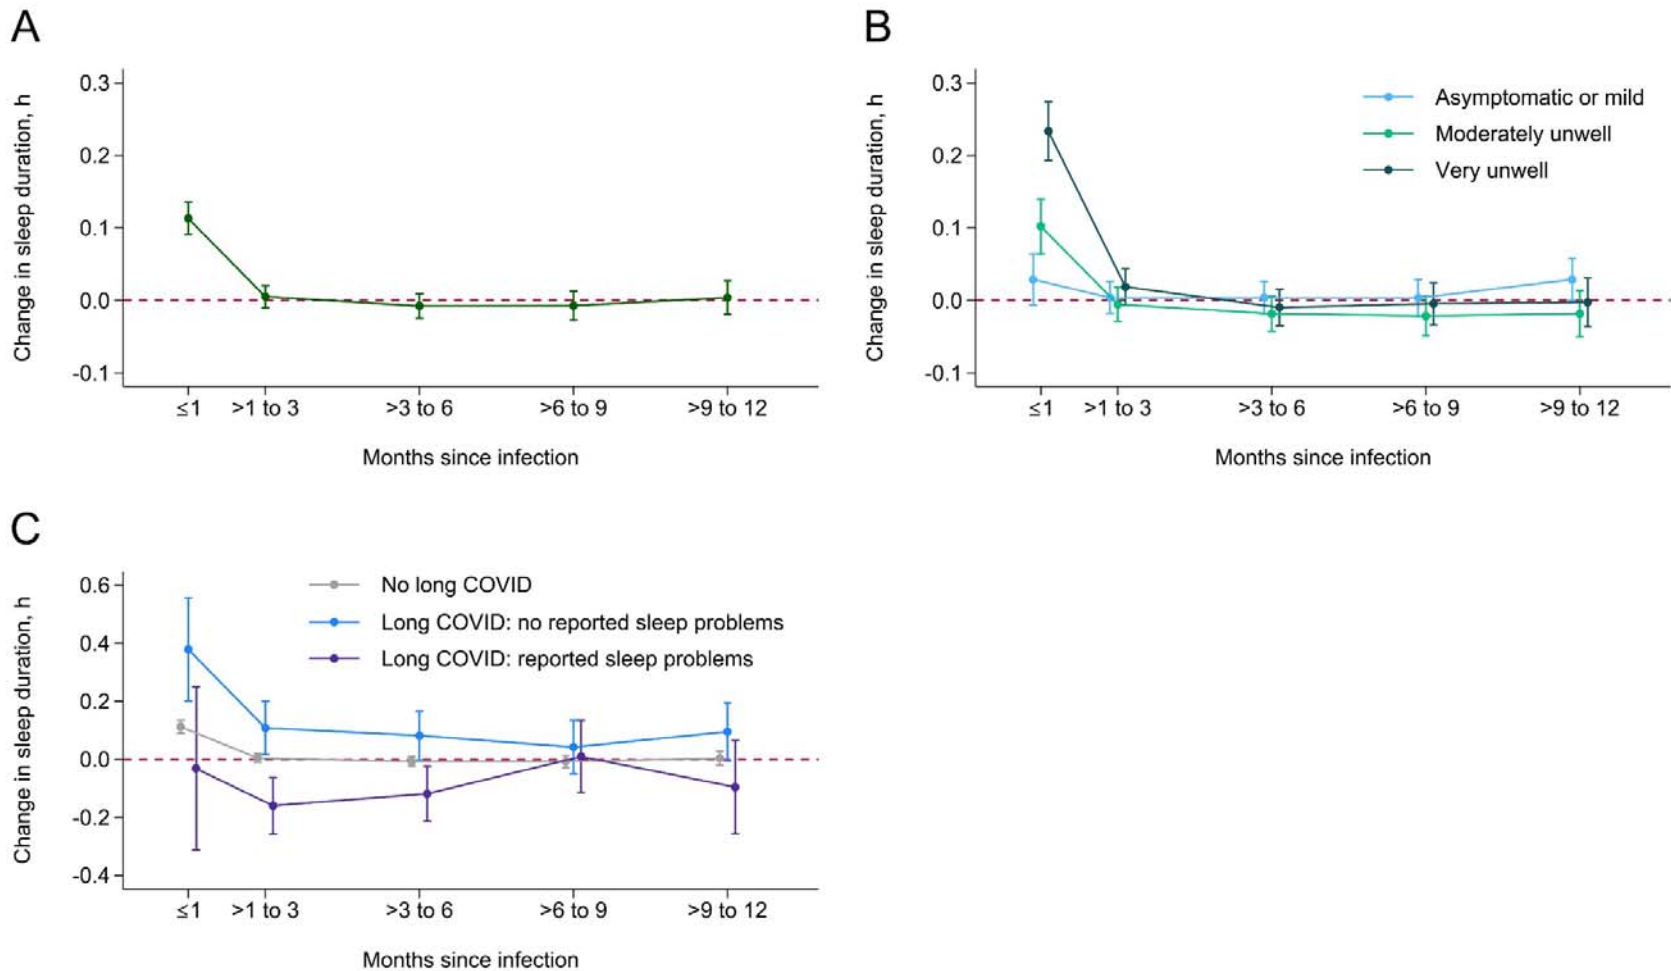 A
Change in sleep duration, h
0.3
0.2
0.1
0.0
-0.1
≤1 >1 to 3 >3 to 6 >6 to 9 >9 to 12
Months since infection
B
Change in sleep duration, h
0.3
0.2
0.1
0.0
-0.1
Asymptomatic or mild
Moderately unwell
Very unwell
≤1 >1 to 3 >3 to 6 >6 to 9 >9 to 12
Months since infection
C
Change in sleep duration, h
0.6
0.4
0.2
0.0
-0.2
-0.4
No long COVID
Long COVID: no reported sleep problems
Long COVID: reported sleep problems
≤1 >1 to 3 >3 to 6 >6 to 9 >9 to 12
Months since infection